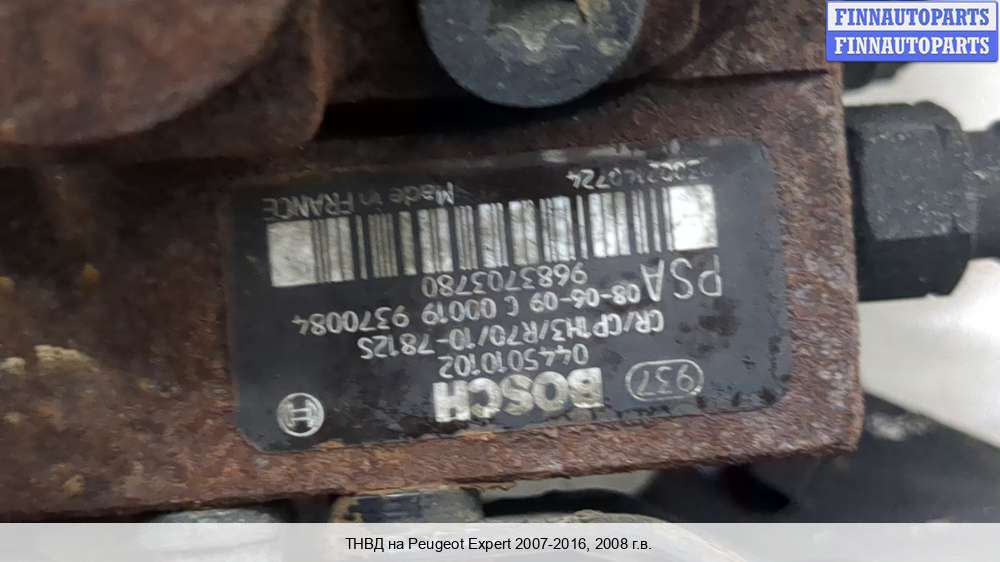 FINNAUTOPARTS
FINNAUTOPARTS
937
BOSCH
0445010102
CR/CP1H3/R70/10-7812S
08-06-09 C 00019 9370084
PSA
9683703780
Made in FRANCE
ТНВД на Peugeot Expert 2007-2016, 2008 г.в.